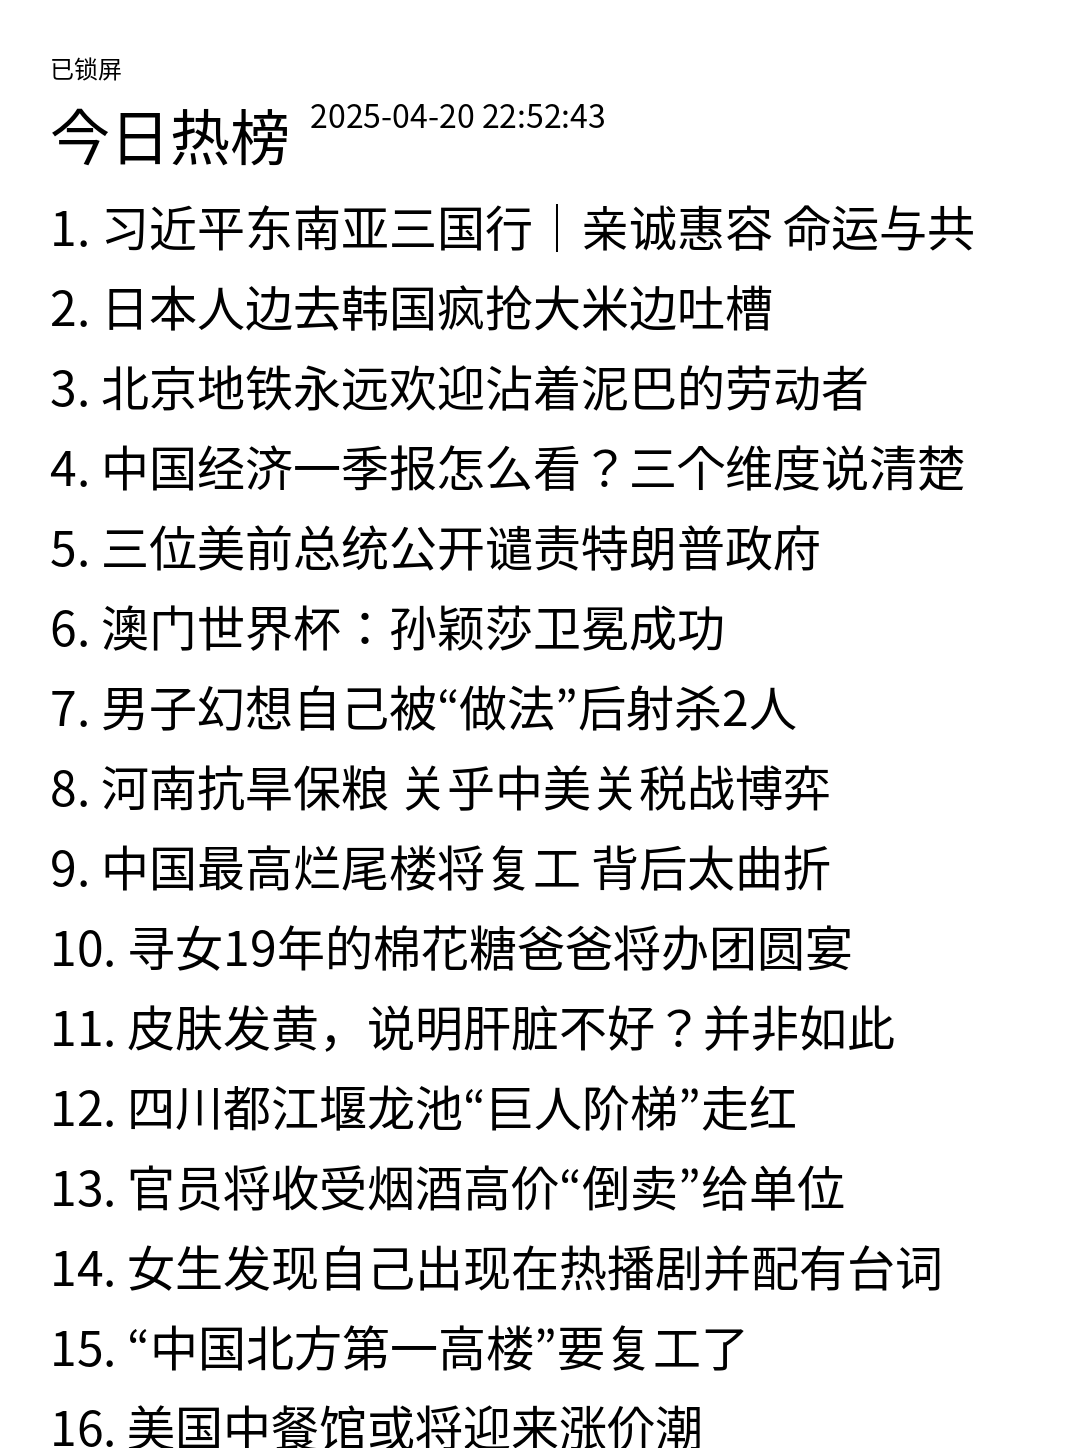 已锁屏
今日热榜 2025-04-20 22:52:43
1. 习近平东南亚三国行｜亲诚惠容 命运与共
2. 日本人边去韩国疯抢大米边吐槽
3. 北京地铁永远欢迎沾着泥巴的劳动者
4. 中国经济一季报怎么看？三个维度说清楚
5. 三位美前总统公开谴责特朗普政府
6. 澳门世界杯：孙颖莎卫冕成功
7. 男子幻想自己被“做法”后射杀2人
8. 河南抗旱保粮 关乎中美关税战博弈
9. 中国最高烂尾楼将复工 背后太曲折
10. 寻女19年的棉花糖爸爸将办团圆宴
11. 皮肤发黄，说明肝脏不好？并非如此
12. 四川都江堰龙池“巨人阶梯”走红
13. 官员将收受烟酒高价“倒卖”给单位
14. 女生发现自己出现在热播剧并配有台词
15. “中国北方第一高楼”要复工了
16. 美国中餐馆或将迎来涨价潮